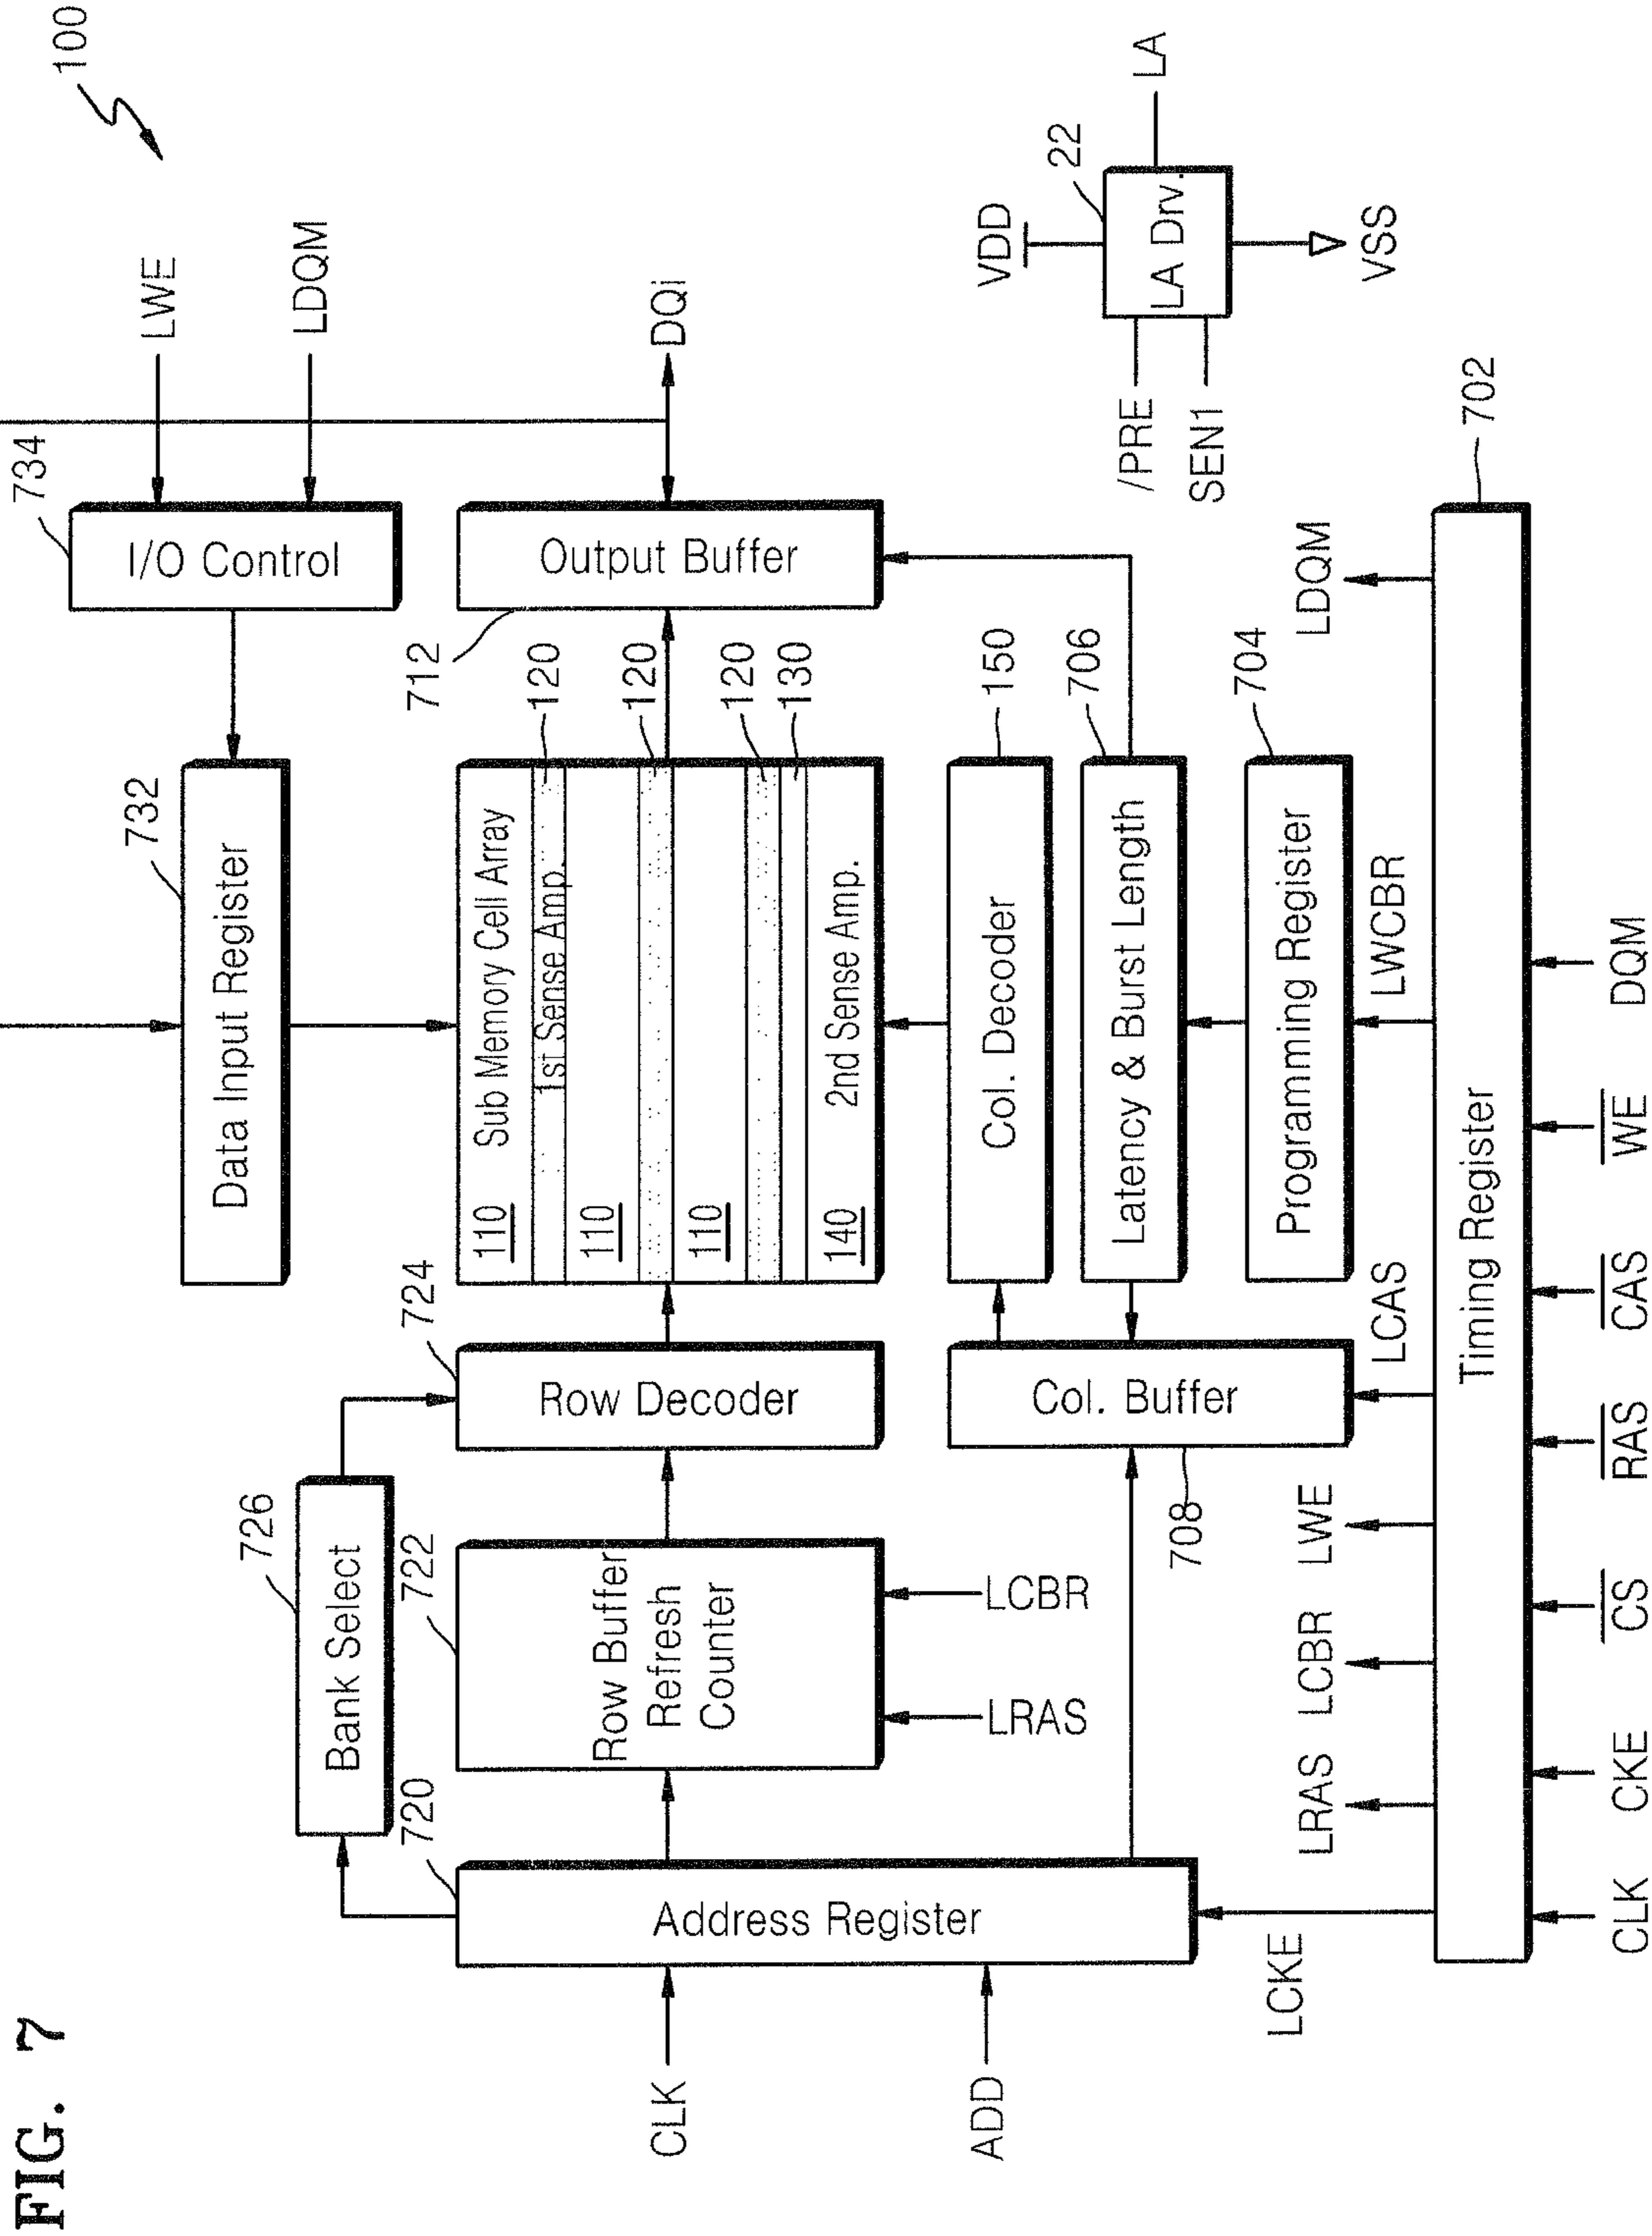 FIG. 7
100
734
LWE
732
I/O Control
LDQM
Data Input Register
726
Bank Select
720
722
724
712
110
Sub Memory Cell Array
120
1st Sense Amp.
110
120
110
120
130
140
2nd Sense Amp.
CLK
Address Register
Row Buffer
Refresh
Counter
Row Decoder
Output Buffer
DQi
ADD
LRAS
LCBR
Col. Buffer
708
Col. Decoder
150
Latency & Burst Length
706
Programming Register
704
VDD
22
/PRE
SEN1
LA Drv.
LA
VSS
LCKE
LRAS
LCBR
LWE
LCAS
LWCBR
LDQM
Timing Register
702
CLK
CKE
CS
RAS
CAS
WE
DQM